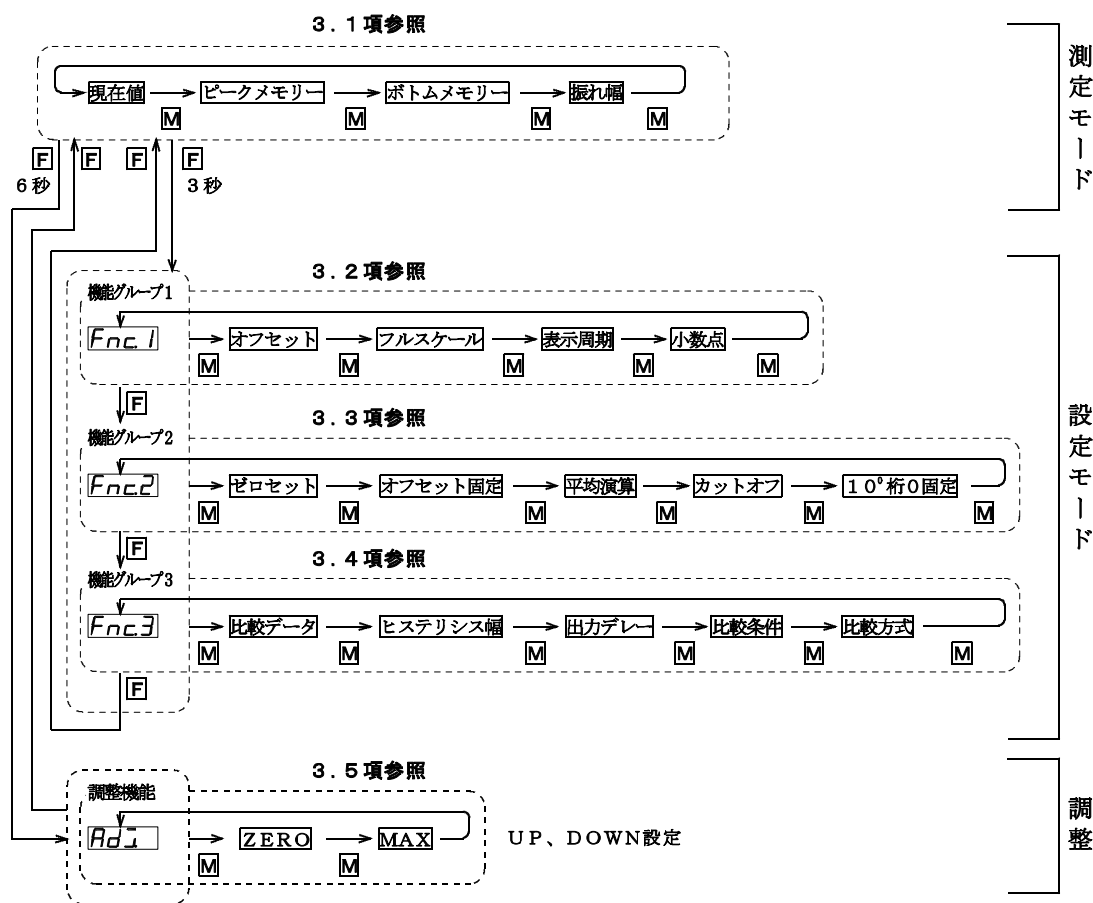 ３．１項参照
現在値
ピークメモリー
ボトムメモリー
振れ幅
M
M
M
M
測定モード
F
F
F
F
６秒
３秒
３．２項参照
機能グループ1
Fnc.1
オフセット
フルスケール
表示周期
小数点
M
M
M
M
M
F
３．３項参照
機能グループ2
Fnc.2
ゼロセット
オフセット固定
平均演算
カットオフ
１０⁰桁０固定
M
M
M
M
M
M
設定モード
F
３．４項参照
機能グループ3
Fnc.3
比較データ
ヒステリシス幅
出力デレー
比較条件
比較方式
M
M
M
M
M
M
F
３．５項参照
調整機能
Adj
ZERO
MAX
UP、DOWN設定
M
M
調整